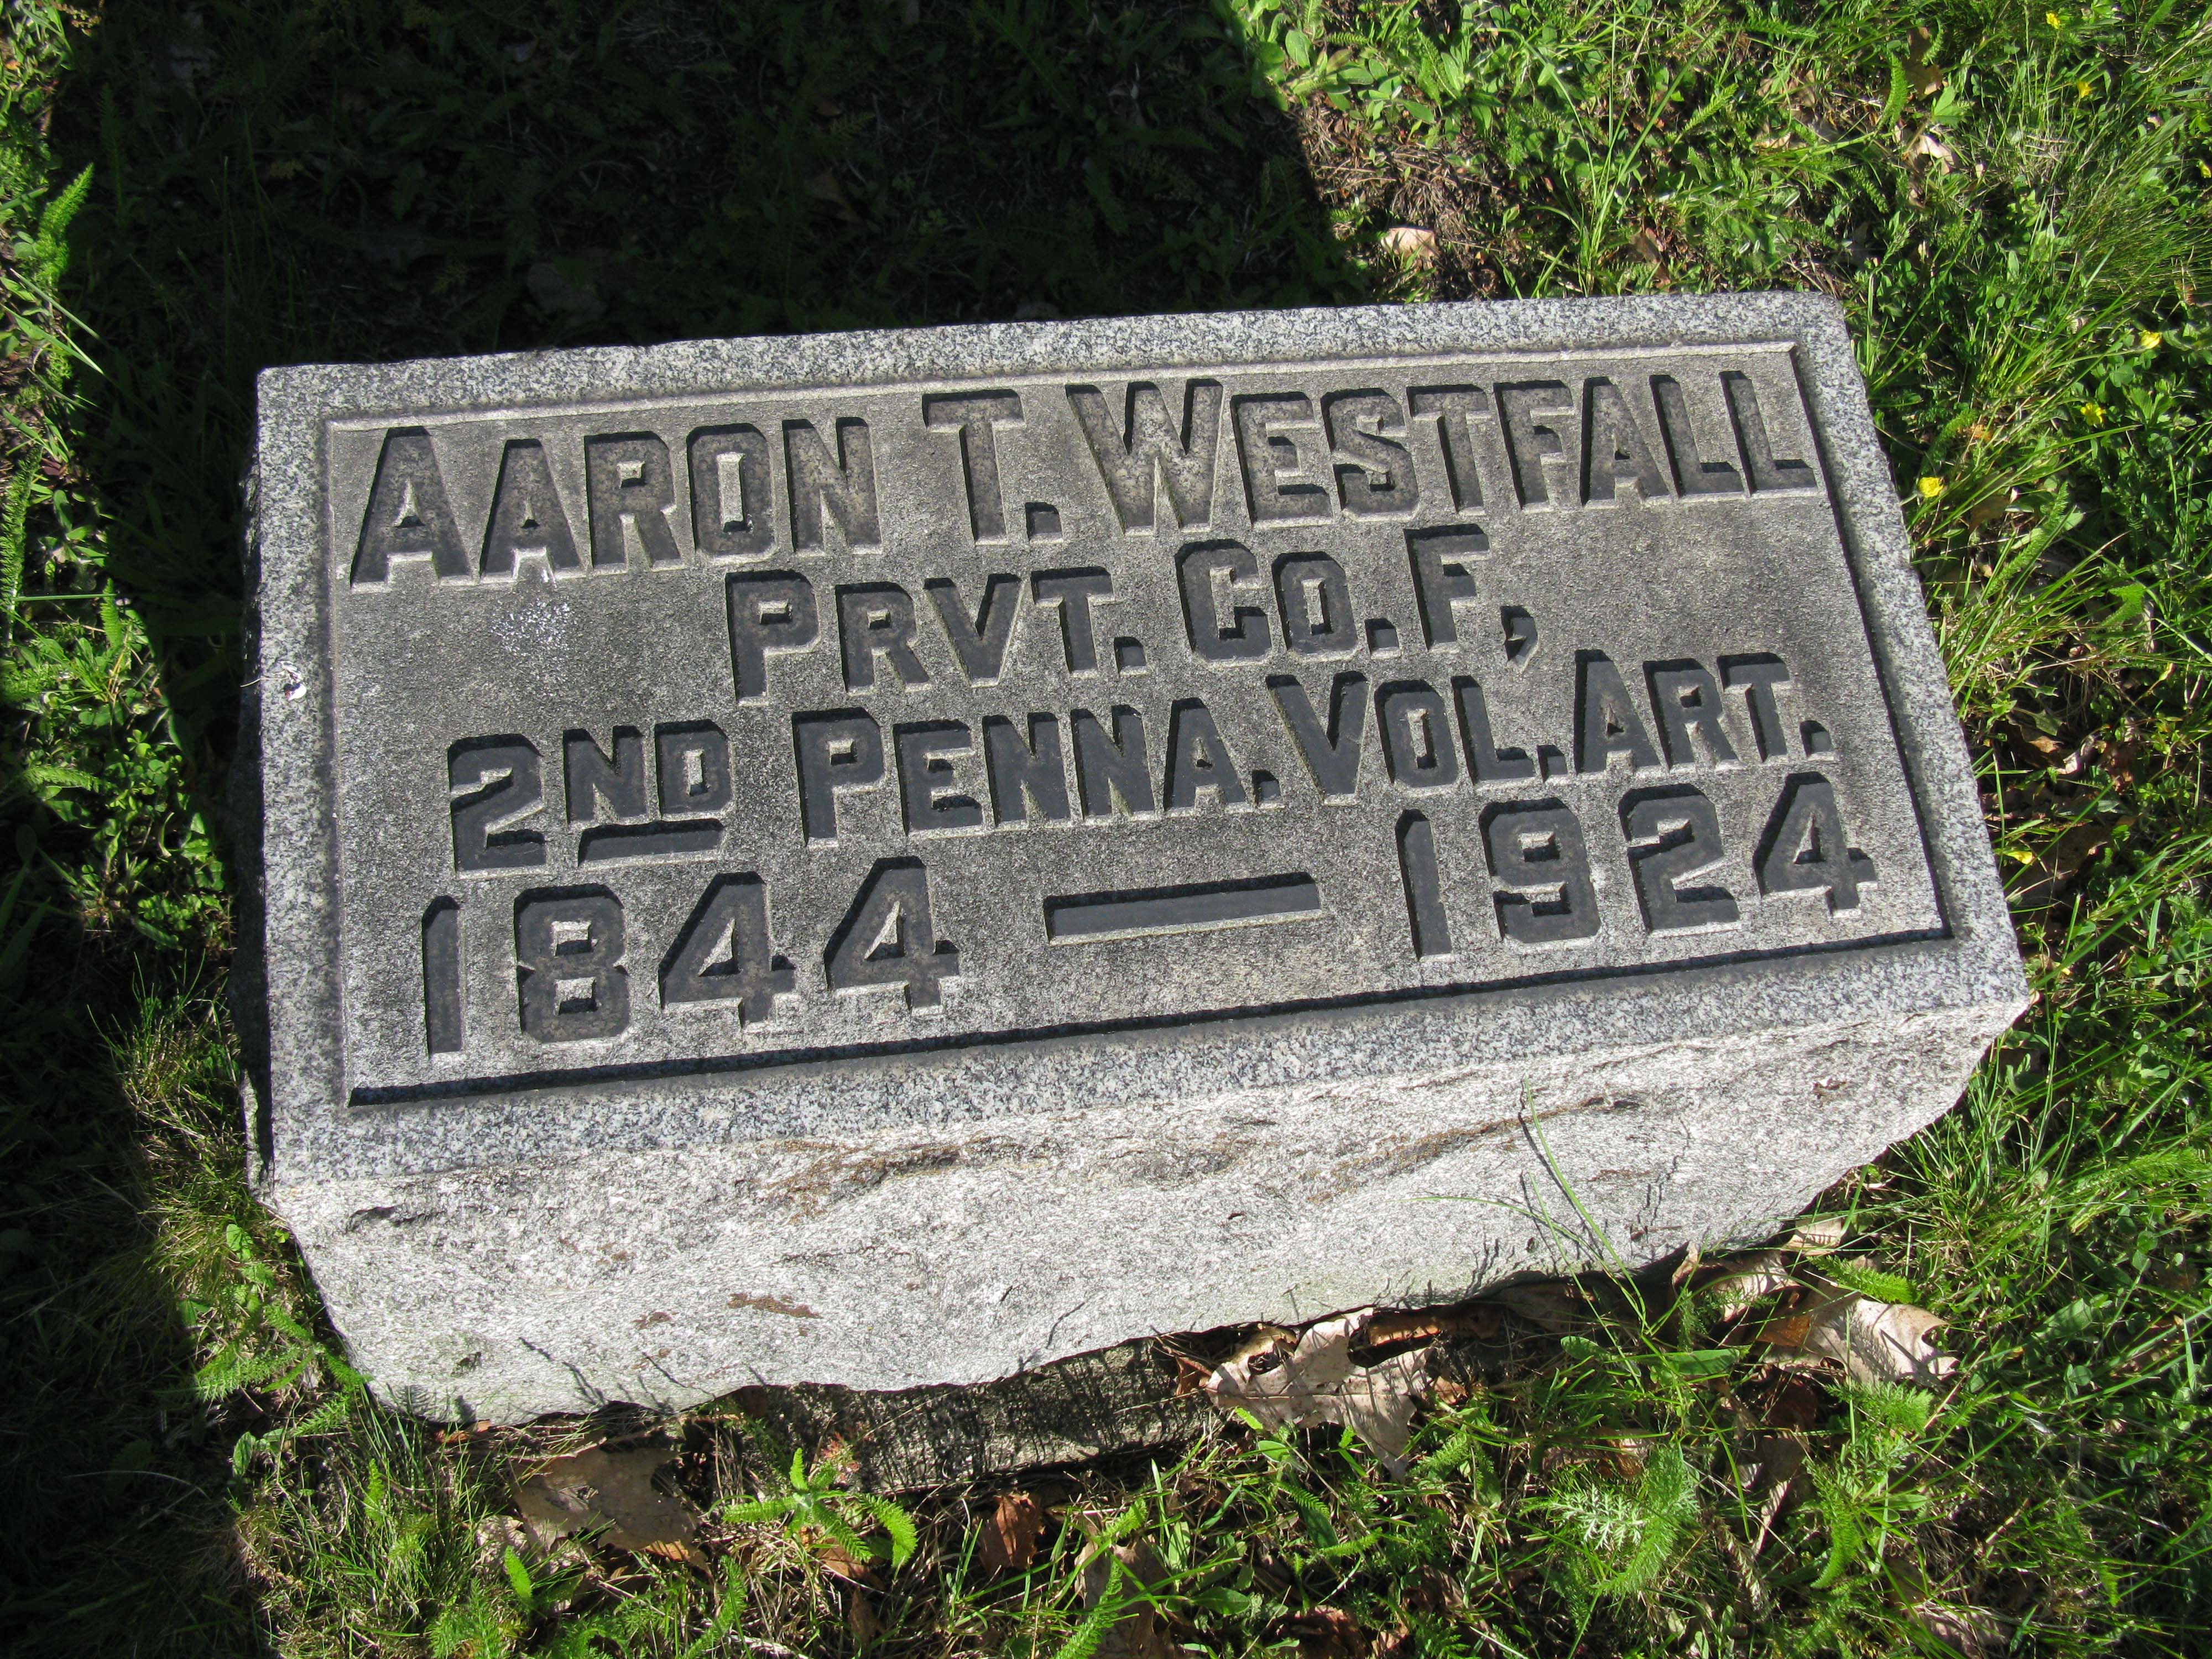 AARON T. WESTFALL
PRVT. CO. F,
2ND PENNA. VOL. ART.
1844 — 1924